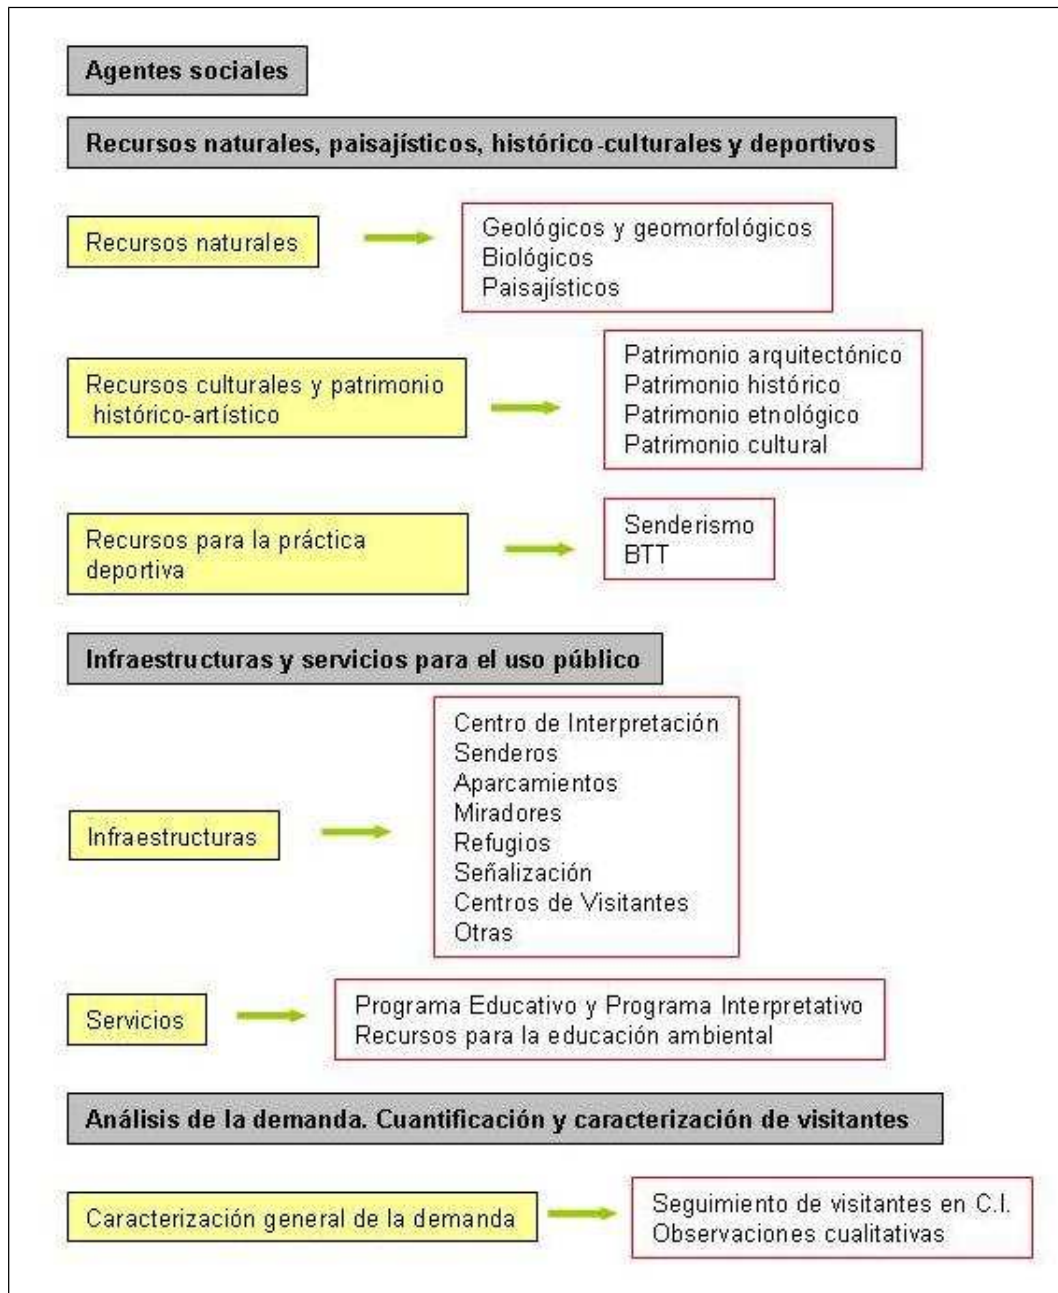 Agentes sociales
Recursos naturales, paisajísticos, histórico-culturales y deportivos
Recursos naturales
Geológicos y geomorfológicos
Biológicos
Paisajísticos
Recursos culturales y patrimonio
histórico-artístico
Patrimonio arquitectónico
Patrimonio histórico
Patrimonio etnológico
Patrimonio cultural
Recursos para la práctica
deportiva
Senderismo
BTT
Infraestructuras y servicios para el uso público
Infraestructuras
Centro de Interpretación
Senderos
Aparcamientos
Miradores
Refugios
Señalización
Centros de Visitantes
Otras
Servicios
Programa Educativo y Programa Interpretativo
Recursos para la educación ambiental
Análisis de la demanda. Cuantificación y caracterización de visitantes
Caracterización general de la demanda
Seguimiento de visitantes en C.I.
Observaciones cualitativas